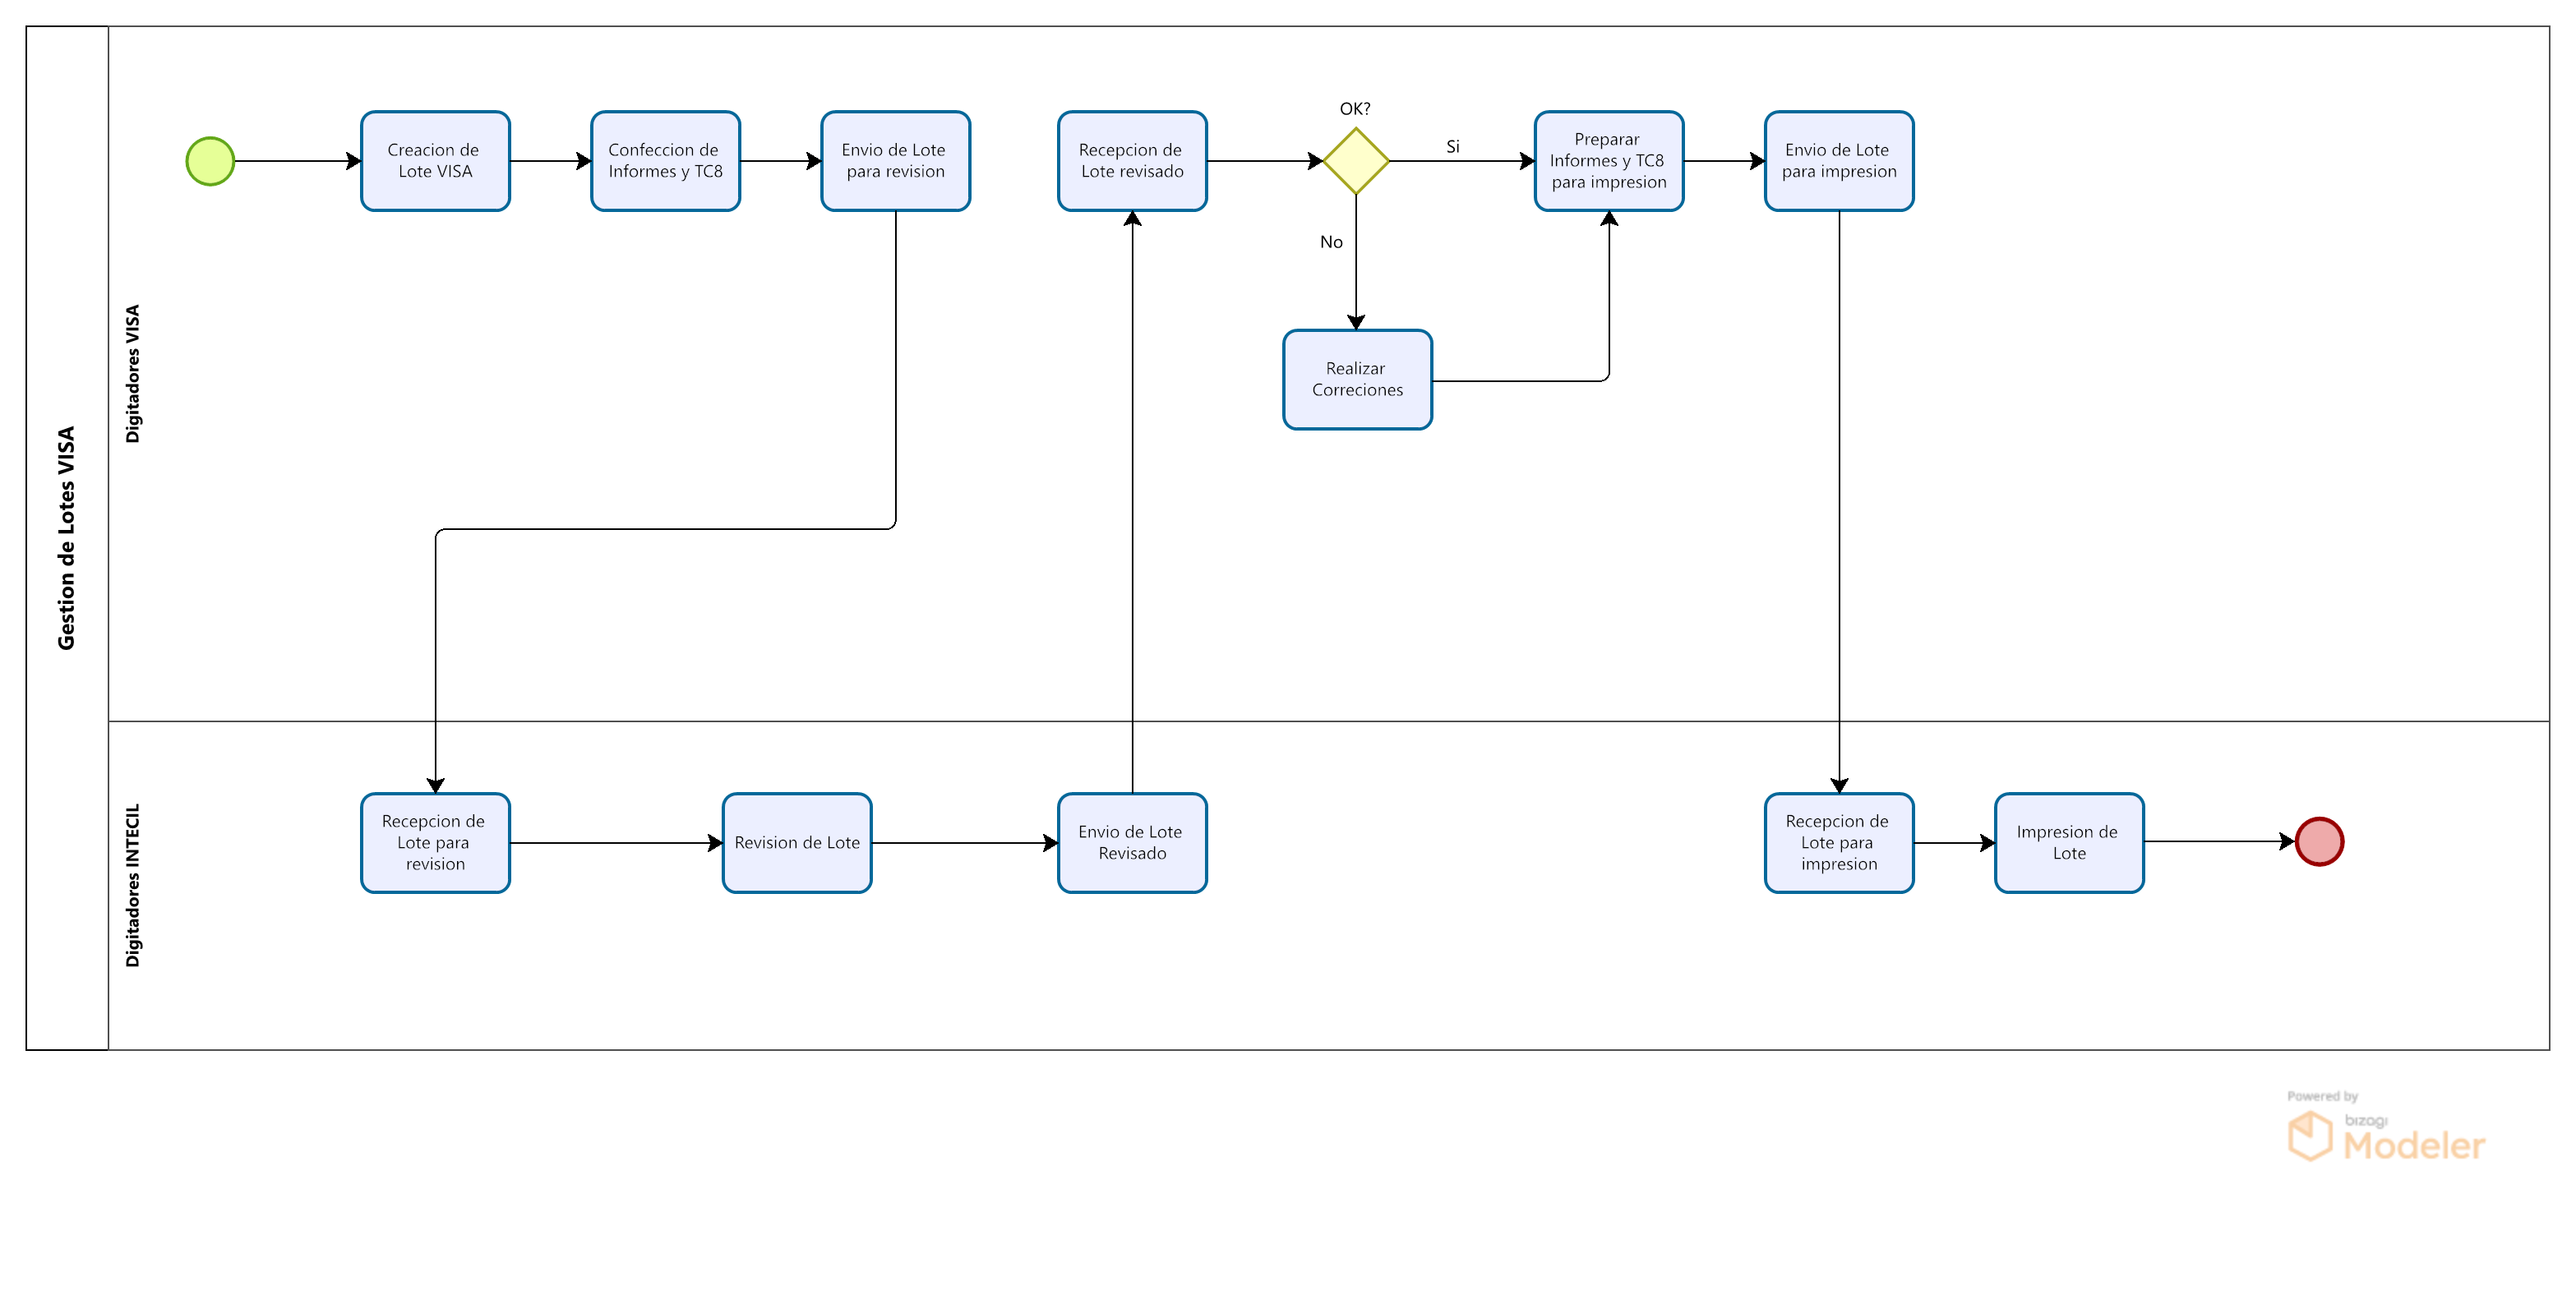 Gestion de Lotes VISA
Digitadores VISA
Creacion de
Lote VISA
Confeccion de
Informes y TC8
Envio de Lote
para revision
Recepcion de
Lote revisado
OK?
Si
No
Preparar
Informes y TC8
para impresion
Envio de Lote
para impresion
Realizar
Correciones
Digitadores INTECIL
Recepcion de
Lote para
revision
Revision de Lote
Envio de Lote
Revisado
Recepcion de
Lote para
impresion
Impresion de
Lote
Powered by
bizagi
Modeler